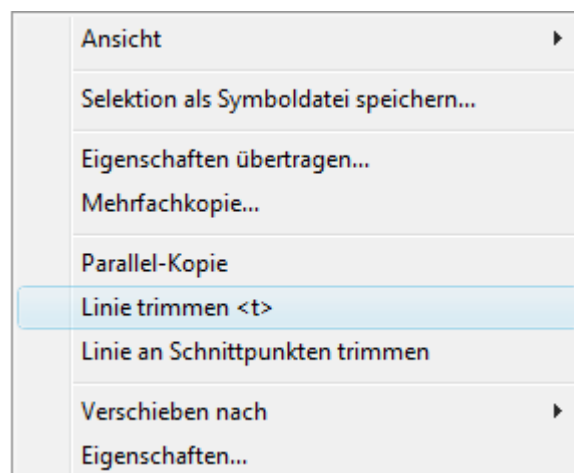 Ansicht
Selektion als Symboldatei speichern...
Eigenschaften übertragen...
Mehrfachkopie...
Parallel-Kopie
Linie trimmen <t>
Linie an Schnittpunkten trimmen
Verschieben nach
Eigenschaften...